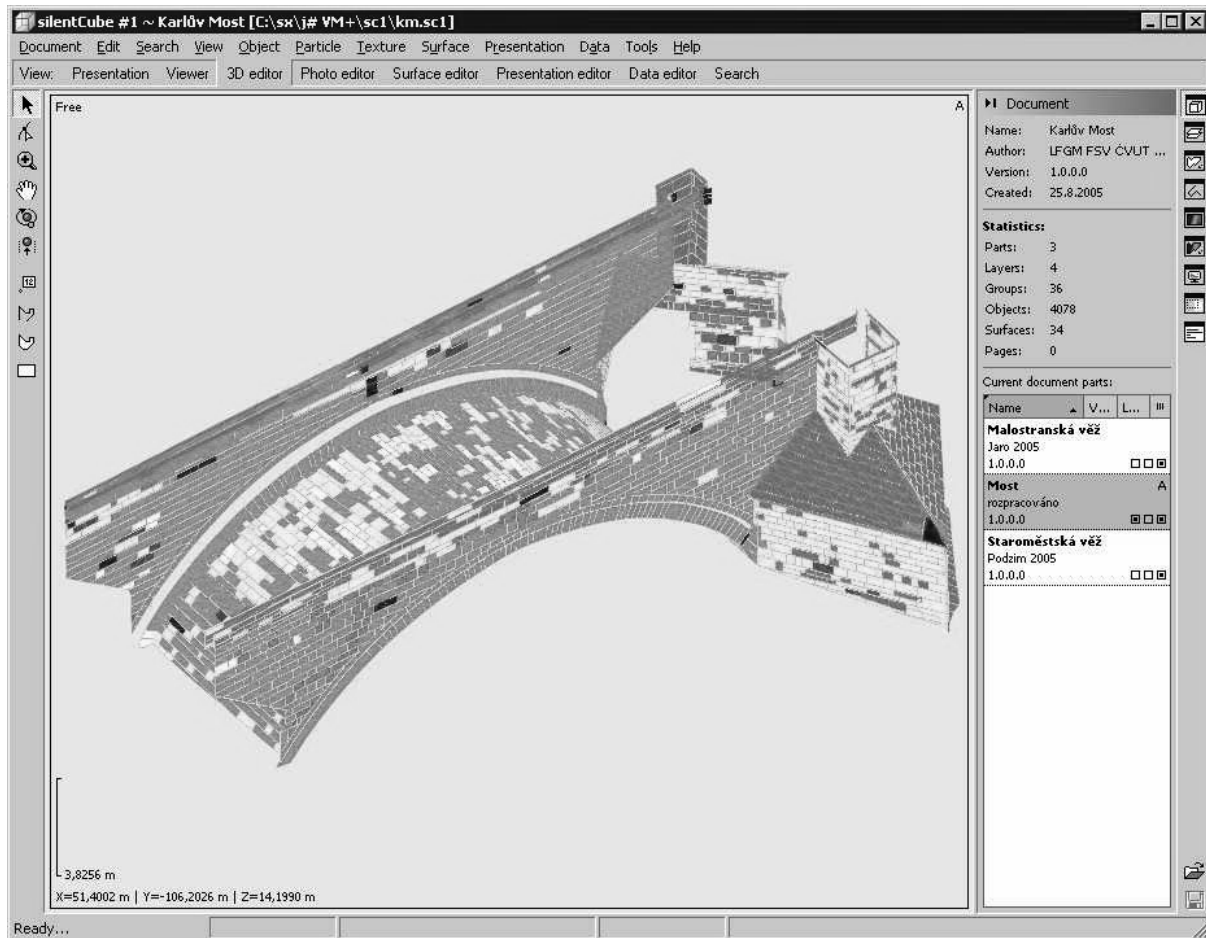 silentCube #1 ~ Karlův Most [C:\sx\j# VM+\sc1\km.sc1]
Document Edit Search View Object Particle Texture Surface Presentation Data Tools Help
View: Presentation Viewer 3D editor Photo editor Surface editor Presentation editor Data editor Search
Free A
Document
Name: Karlův Most
Author: LFGM FSV ČVUT ...
Version: 1.0.0.0
Created: 25.8.2005
Statistics:
Parts: 3
Layers: 4
Groups: 36
Objects: 4078
Surfaces: 34
Pages: 0
Current document parts:
Name V... L...
Malostranská věž
Jaro 2005
1.0.0.0
Most A
rozpracováno
1.0.0.0
Staroměstská věž
Podzim 2005
1.0.0.0
3,8256 m
X=51,4002 m | Y=-106,2026 m | Z=14,1990 m
Ready...